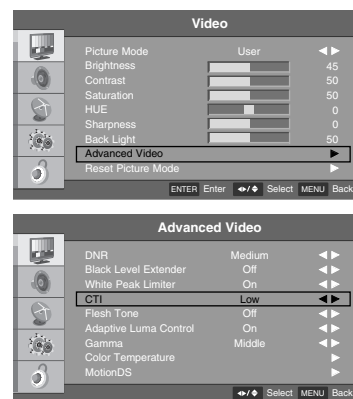 Video
Picture Mode User
Brightness 45
Contrast 50
Saturation 50
HUE 0
Sharpness 0
Back Light 50
Advanced Video
Reset Picture Mode
ENTER Enter Select MENU Back
Advanced Video
DNR Medium
Black Level Extender Off
White Peak Limiter On
CTI Low
Flesh Tone Off
Adaptive Luma Control On
Gamma Middle
Color Temperature
MotionDS
Select MENU Back